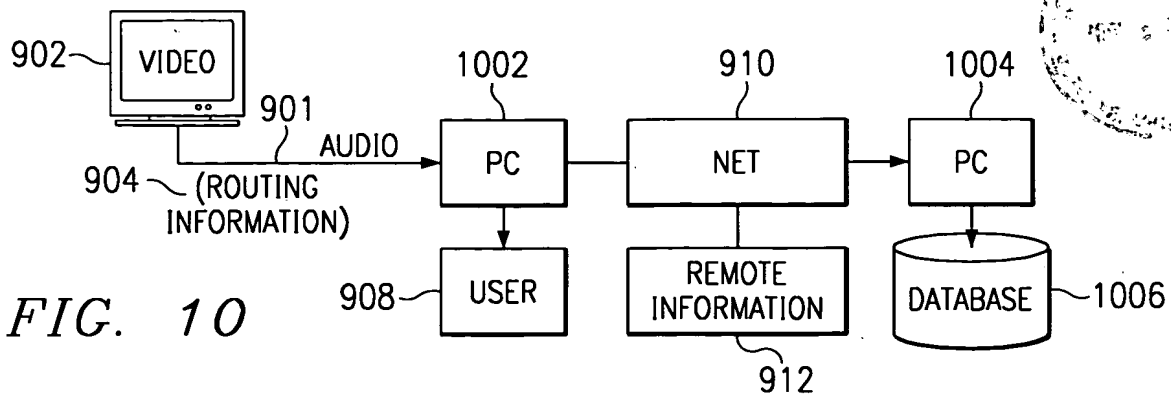 902
VIDEO
901
AUDIO
904
(ROUTING
INFORMATION)
1002
PC
910
NET
1004
PC
908
USER
REMOTE
INFORMATION
912
DATABASE
1006
FIG. 10